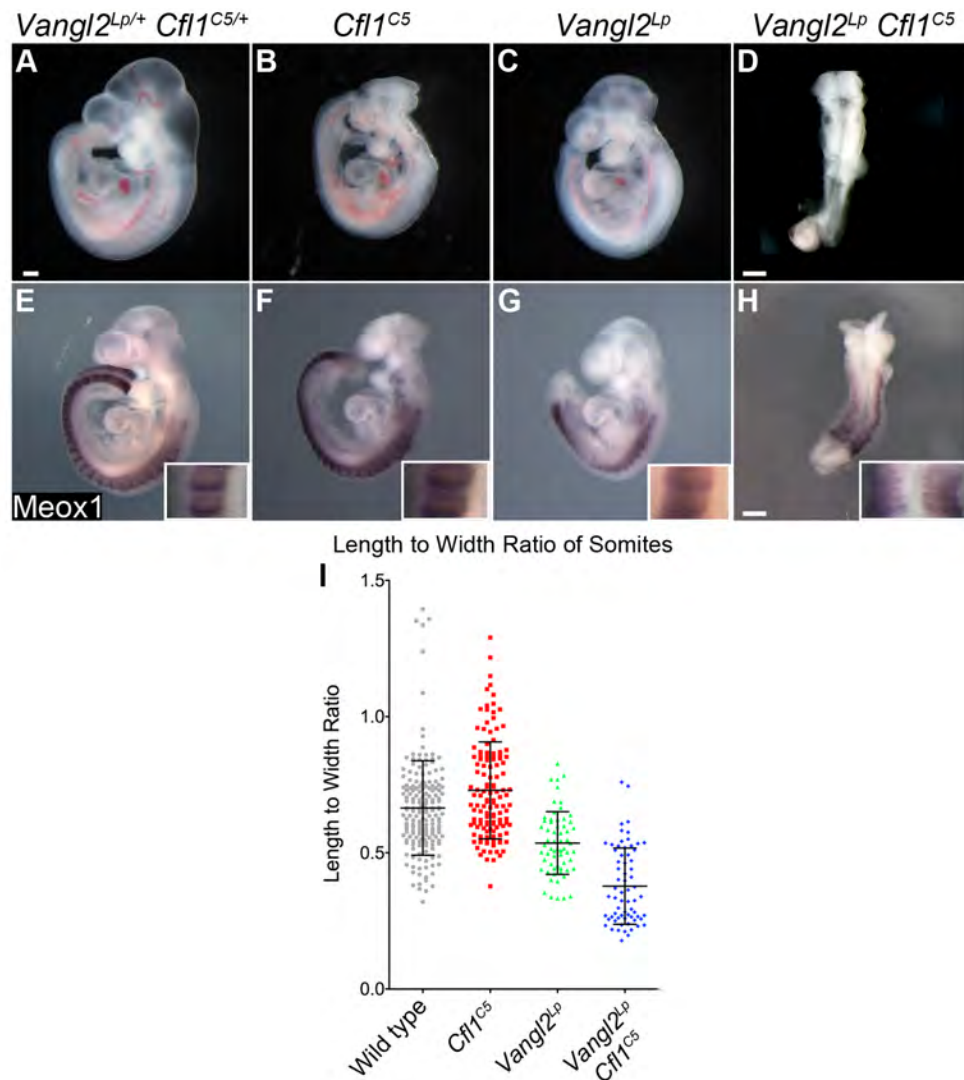 Vangl2Lp/+ Cfl1C5/+ Cfl1C5 Vangl2Lp Vangl2Lp Cfl1C5
A B C D
E F G H
Meox1
Length to Width Ratio of Somites
I
1.5
1.0
0.5
0.0
Length to Width Ratio
Wild type
Cfl1C5
Vangl2Lp
Vangl2Lp
Cfl1C5